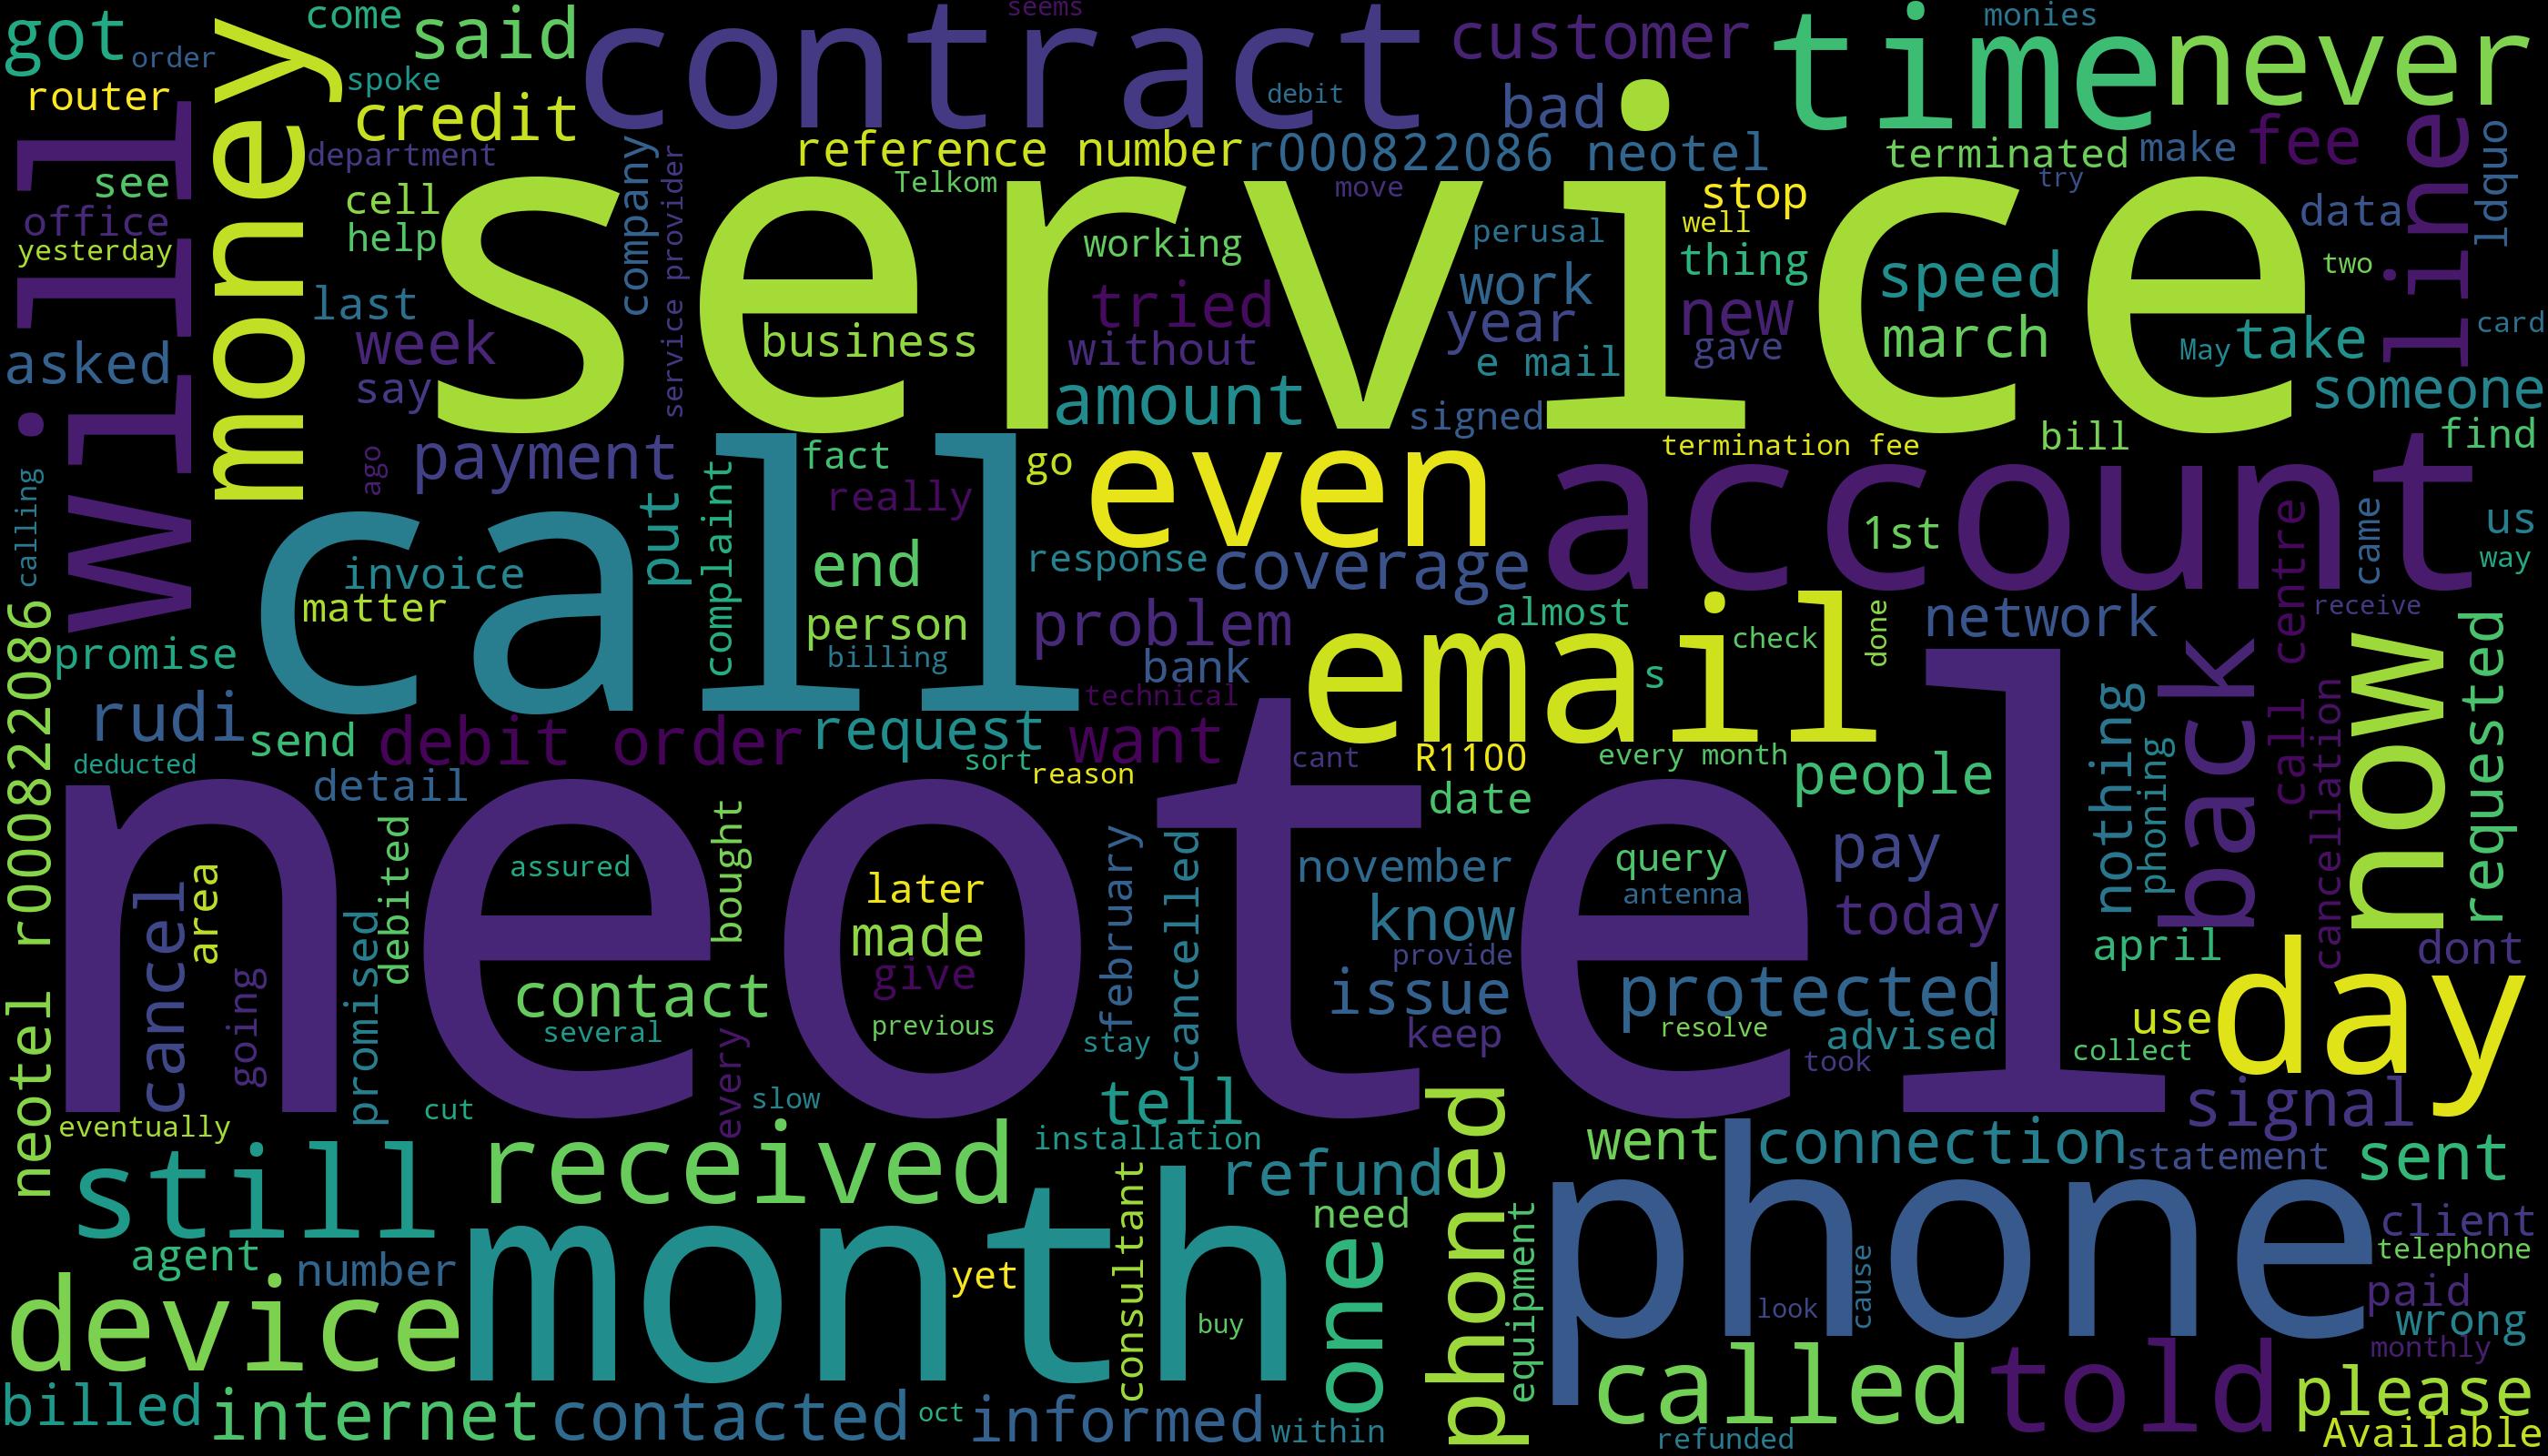 got
order
come
said
contract
seems
customer
time
monies
never
router
spoke
credit
money
will
debit
bad
line
ldquo
department
company
service provider
reference number
r000822086 neotel
terminated
make
fee
see
office
yesterday
cell
help
service
Telkom
move
stop
well
try
data
two
working
perusal
thing
speed
last
week
asked
say
business
tried
without
work
year
e mail
new
gave
march
May
take
card
someone
amount
signed
payment
ago
fact
go
even
termination fee
bill
find
account
calling
call
put
complaint
really
invoice
matter
end
response
coverage
1st
call centre
came
us
way
person
problem
almost
email
check
done
network
receive
promise
billing
bank
s
now
requested
neotel r000822086
rudi
send
debit order
request
technical
want
cant
R1100
every month
people
nothing
phoning
back
cancellation
deducted
sort
reason
detail
date
neotel
debited
bought
assured
later
february
cancelled
november
query
antenna
pay
cancel
area
promised
made
know
today
april
dont
going
give
provide
contact
issue
protected
use
day
several
every
previous
stay
keep
resolve
advised
took
collect
eventually
cut
slow
tell
phoned
signal
still
received
installation
went
connection
statement
sent
month
consultant
refund
need
one
equipment
phone
client
agent
number
yet
telephone
device
buy
look
cause
paid
wrong
monthly
billed
internet
contacted
oct
informed
within
called
told
please
refunded
Available